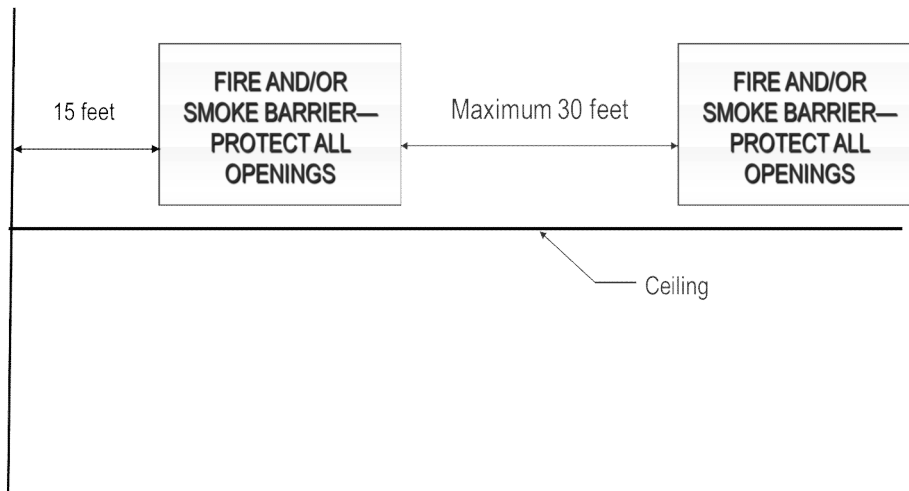 15 feet
FIRE AND/OR
SMOKE BARRIER—
PROTECT ALL
OPENINGS
Maximum 30 feet
FIRE AND/OR
SMOKE BARRIER—
PROTECT ALL
OPENINGS
Ceiling